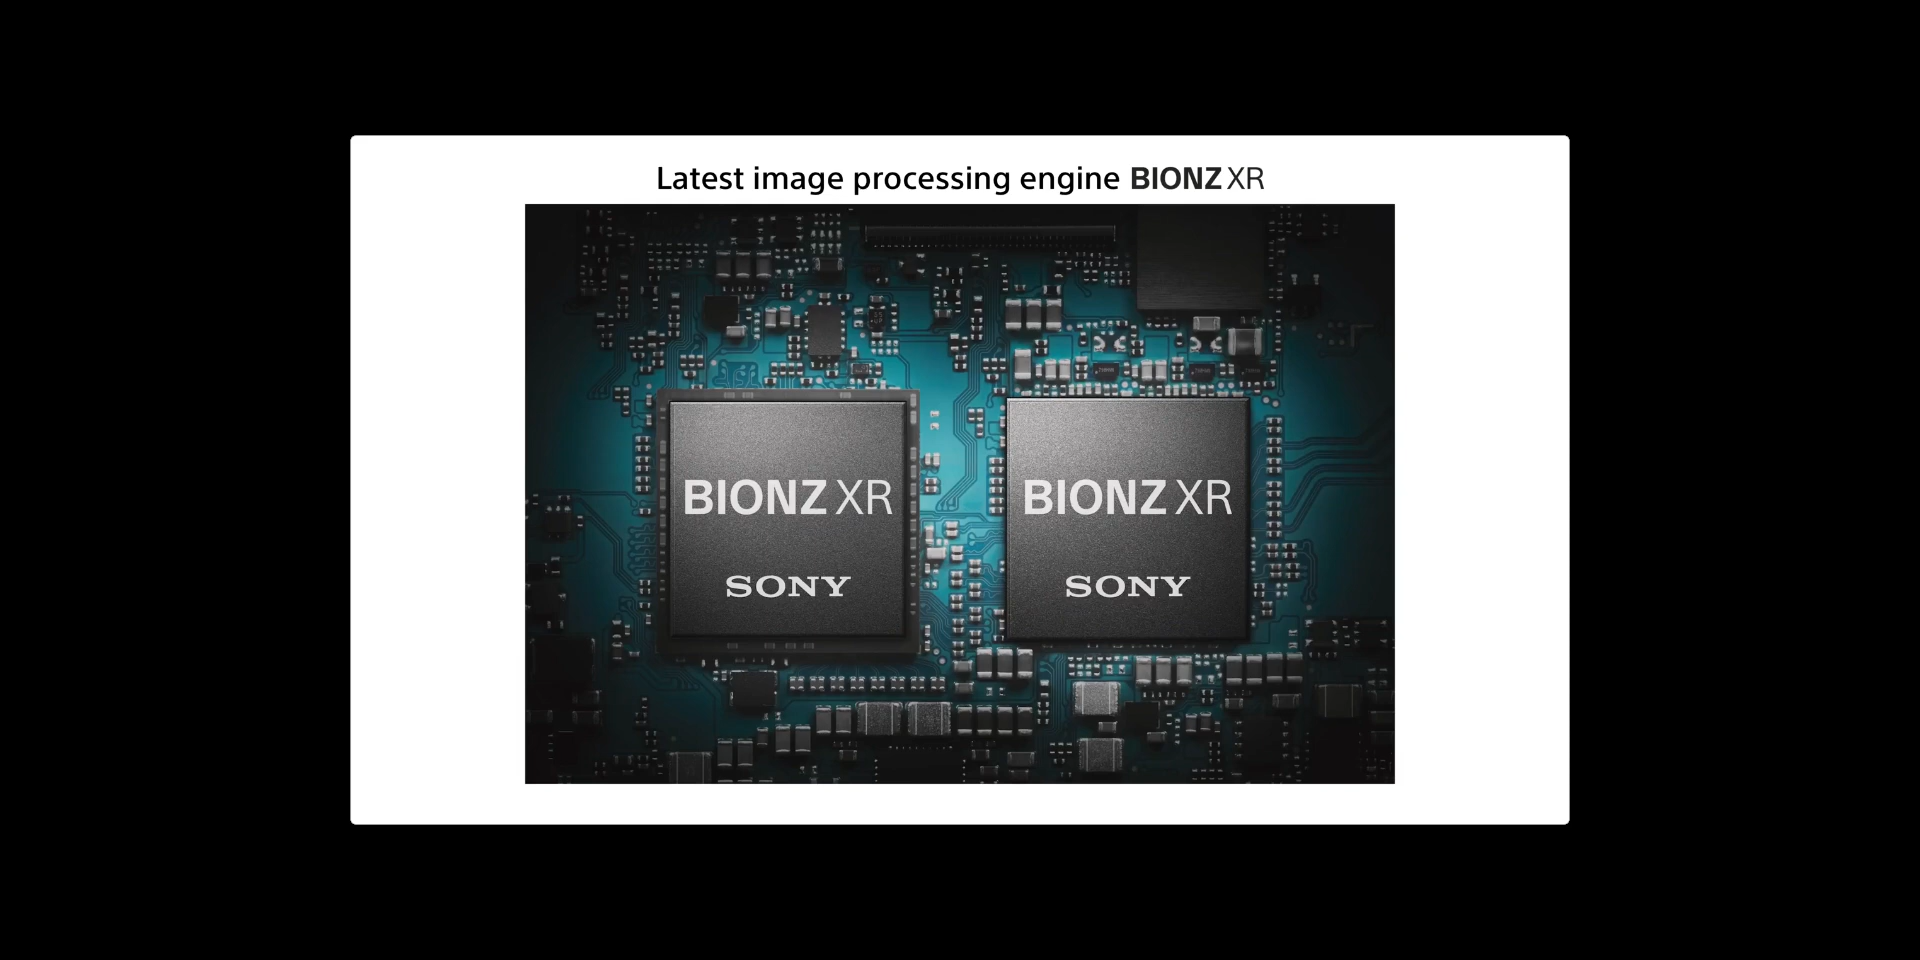 Latest image processing engine BIONZ XR
BIONZ XR
SONY
BIONZ XR
SONY